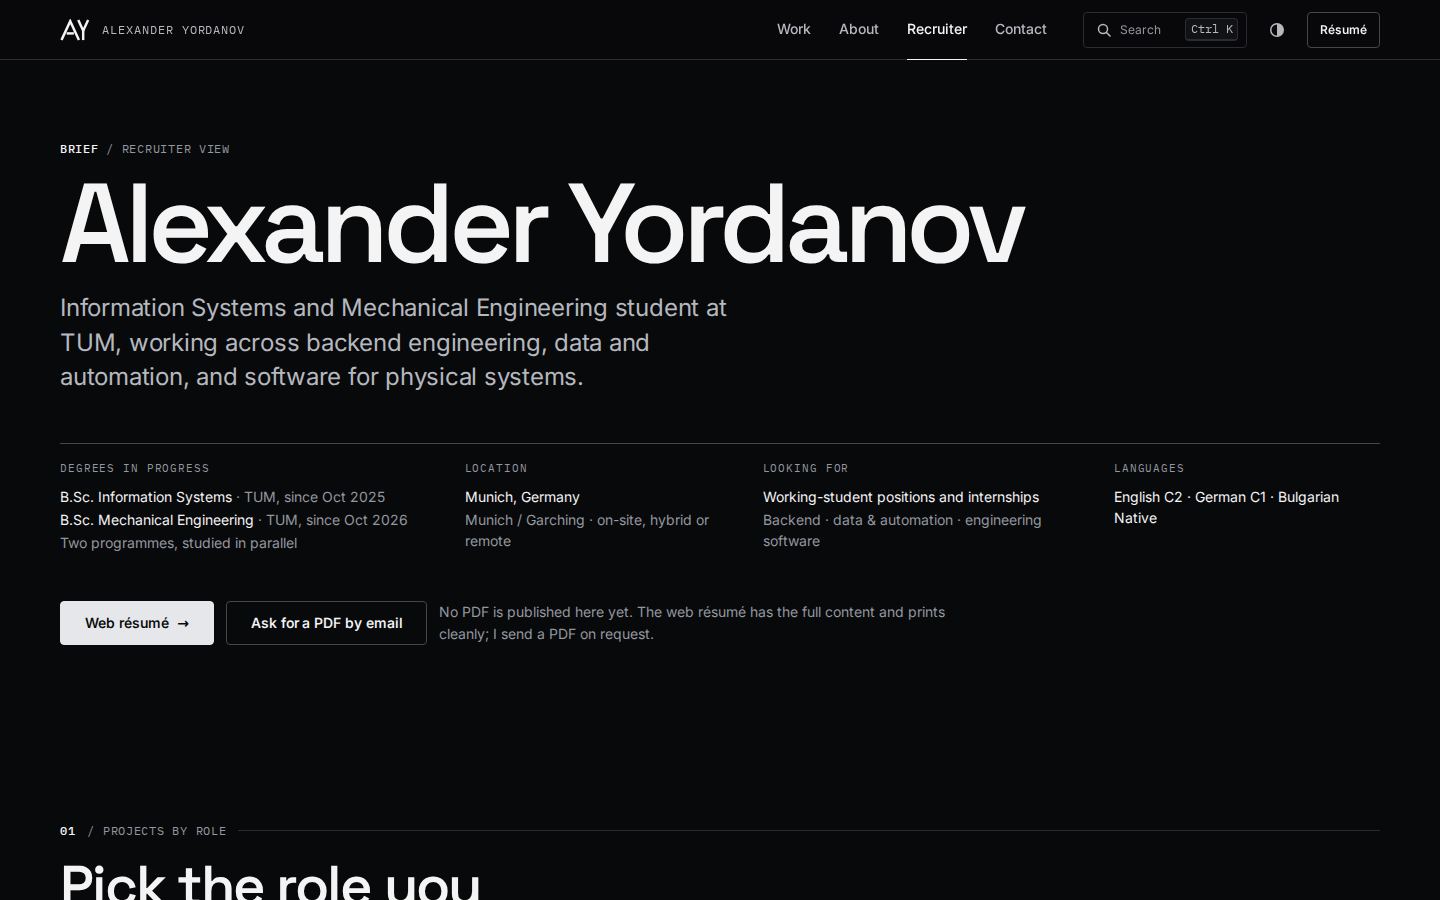 AY ALEXANDER YORDANOV
Work About Recruiter Contact Search Ctrl K Résumé
BRIEF / RECRUITER VIEW
Alexander Yordanov
Information Systems and Mechanical Engineering student at
TUM, working across backend engineering, data and
automation, and software for physical systems.
DEGREES IN PROGRESS
B.Sc. Information Systems · TUM, since Oct 2025
B.Sc. Mechanical Engineering · TUM, since Oct 2026
Two programmes, studied in parallel
LOCATION
Munich, Germany
Munich / Garching · on-site, hybrid or
remote
LOOKING FOR
Working-student positions and internships
Backend · data & automation · engineering
software
LANGUAGES
English C2 · German C1 · Bulgarian
Native
Web résumé →
Ask for a PDF by email
No PDF is published here yet. The web résumé has the full content and prints
cleanly; I send a PDF on request.
01 / PROJECTS BY ROLE
Pick the role you